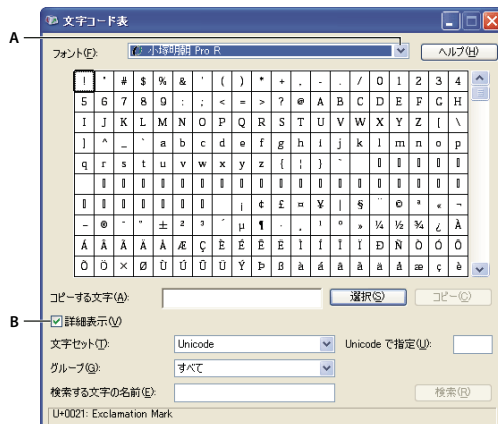 文字コード表
A
フォント(F): 小塚明朝 Pro R ヘルプ(H)
! " # $ % & ' ( ) * + , - . / 0 1 2 3 4
5 6 7 8 9 : ; < = > ? @ A B C D E F G H
I J K L M N O P Q R S T U V W X Y Z [ \
] ^ _ ` a b c d e f g h i j k l m n o p
q r s t u v w x y z { | } ~
¡ ¢ £ ¤ ¥ ¦ § ¨ © ª « ¬
- ® ¯ ° ± ² ³ ´ µ ¶ · ¸ ¹ º » ¼ ½ ¾ ¿ À
Á Â Ã Ä Å Æ Ç È É Ê Ë Ì Í Î Ï Ð Ñ Ò Ó Ô
Õ Ö × Ø Ù Ú Û Ü Ý Þ ß à á â ã ä å æ ç è
コピーする文字(A): 選択(S) コピー(C)
B 詳細表示(V)
文字セット(T): Unicode Unicode で指定(U):
グループ(G): すべて
検索する文字の名前(E): 検索(R)
U+0021: Exclamation Mark